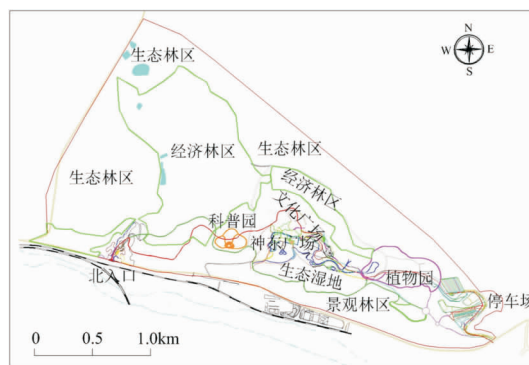 N
W E
S
生态林区
经济林区
生态林区
生态林区
经济林区
文化广场
科普园
神东广场
北入口
生态湿地
植物园
景观林区
停车场
0 0.5 1.0km